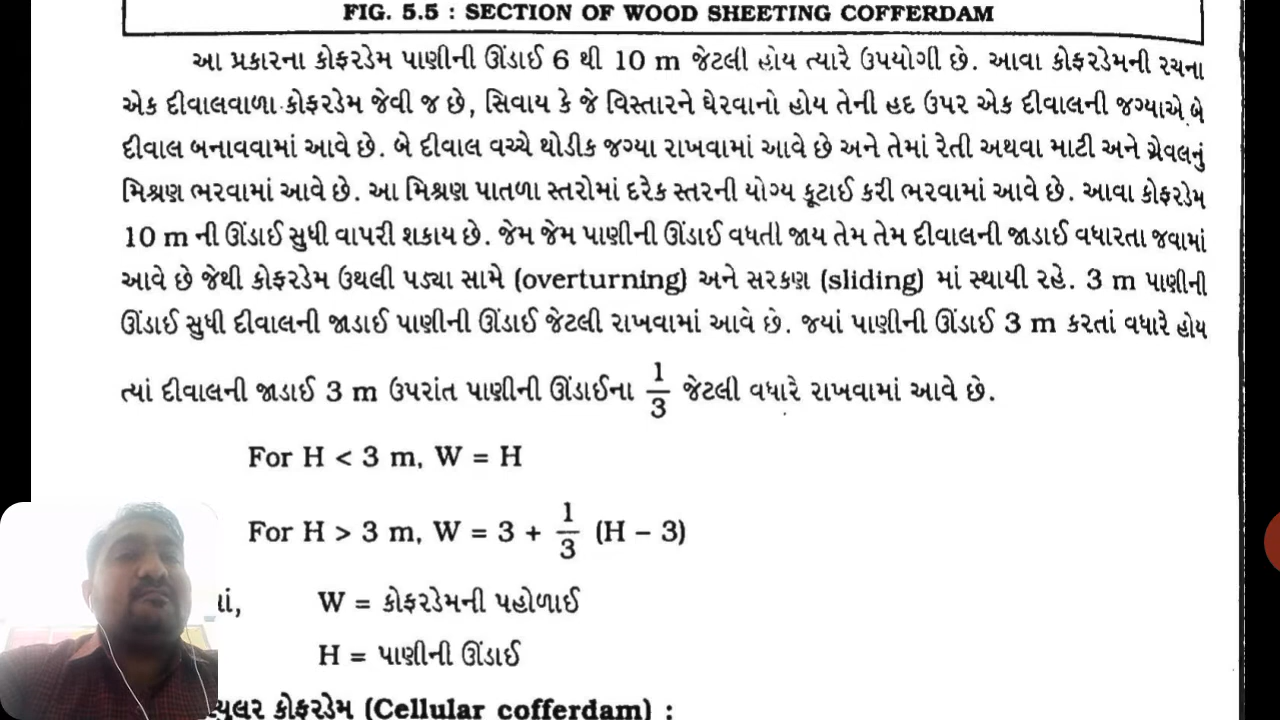 FIG. 5.5 : SECTION OF WOOD SHEETING COFFERDAM
આ પ્રકારના કોફરડેમ પાણીની ઊંડાઈ 6 થી 10 m જેટલી હોય ત્યારે ઉપયોગી છે. આવા કોફરડેમની રચના
એક દીવાલવાળા કોફરડેમ જેવી જ છે, સિવાય કે જે વિસ્તારને ઘેરવાનો હોય તેની હદ ઉપર એક દીવાલની જગ્યાએ બે
દીવાલ બનાવવામાં આવે છે. બે દીવાલ વચ્ચે થોડીક જગ્યા રાખવામાં આવે છે અને તેમાં રેતી અથવા માટી અને ગ્રેવલનું
મિશ્રણ ભરવામાં આવે છે. આ મિશ્રણ પાતળા સ્તરોમાં દરેક સ્તરની યોગ્ય કૂટાઈ કરી ભરવામાં આવે છે. આવા કોફરડેમ
10 m ની ઊંડાઈ સુધી વાપરી શકાય છે. જેમ જેમ પાણીની ઊંડાઈ વધતી જાય તેમ તેમ દીવાલની જાડાઈ વધારતા જવામાં
આવે છે જેથી કોફરડેમ ઉથલી પડ્યા સામે (overturning) અને સરકણ (sliding) માં સ્થાયી રહે. 3 m પાણીની
ઊંડાઈ સુધી દીવાલની જાડાઈ પાણીની ઊંડાઈ જેટલી રાખવામાં આવે છે. જયાં પાણીની ઊંડાઈ 3 m કરતાં વધારે હોય
ત્યાં દીવાલની જાડાઈ 3 m ઉપરાંત પાણીની ઊંડાઈના 1/3 જેટલી વધારે રાખવામાં આવે છે.
For H < 3 m, W = H
For H > 3 m, W = 3 + 1/3 (H – 3)
W = કોફરડેમની પહોળાઈ
H = પાણીની ઊંડાઈ
કોફરડેમ (Cellular cofferdam) :